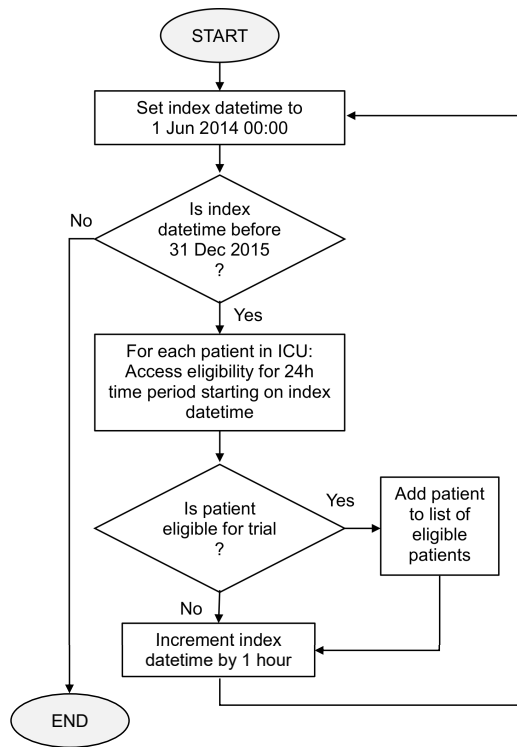 START
Set index datetime to
1 Jun 2014 00:00
Is index
datetime before
31 Dec 2015
?
No
Yes
For each patient in ICU:
Access eligibility for 24h
time period starting on index
datetime
Is patient
eligible for trial
?
Yes
Add patient
to list of
eligible
patients
No
Increment index
datetime by 1 hour
END